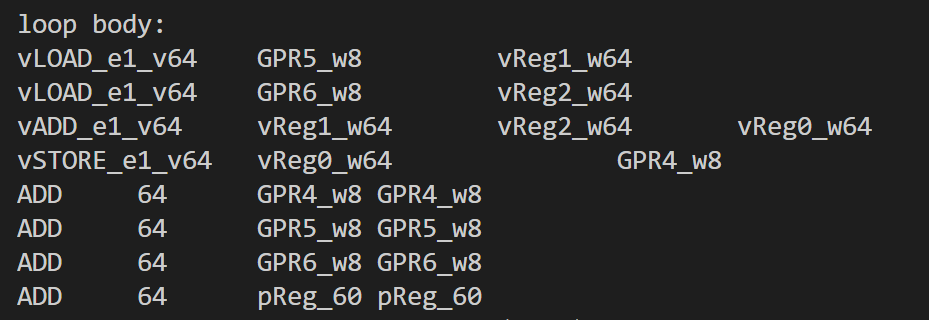 loop body:
vLOAD_e1_v64 GPR5_w8 vReg1_w64
vLOAD_e1_v64 GPR6_w8 vReg2_w64
vADD_e1_v64 vReg1_w64 vReg2_w64 vReg0_w64
vSTORE_e1_v64 vReg0_w64 GPR4_w8
ADD 64 GPR4_w8 GPR4_w8
ADD 64 GPR5_w8 GPR5_w8
ADD 64 GPR6_w8 GPR6_w8
ADD 64 pReg_60 pReg_60